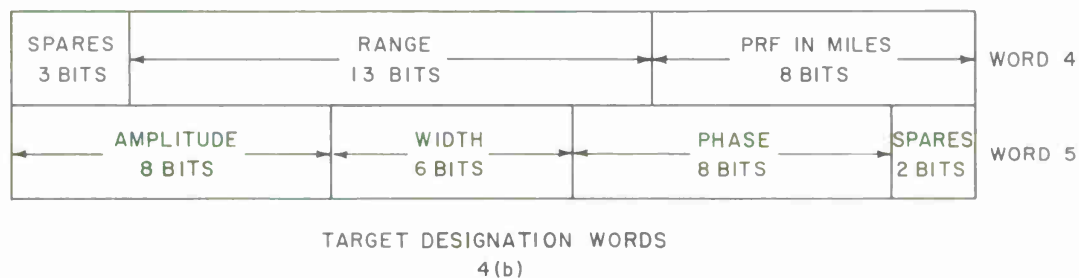 SPARES RANGE PRF IN MILES WORD 4
3 BITS 13 BITS 8 BITS
AMPLITUDE WIDTH PHASE SPARES WORD 5
8 BITS 6 BITS 8 BITS 2 BITS
TARGET DESIGNATION WORDS
4(b)